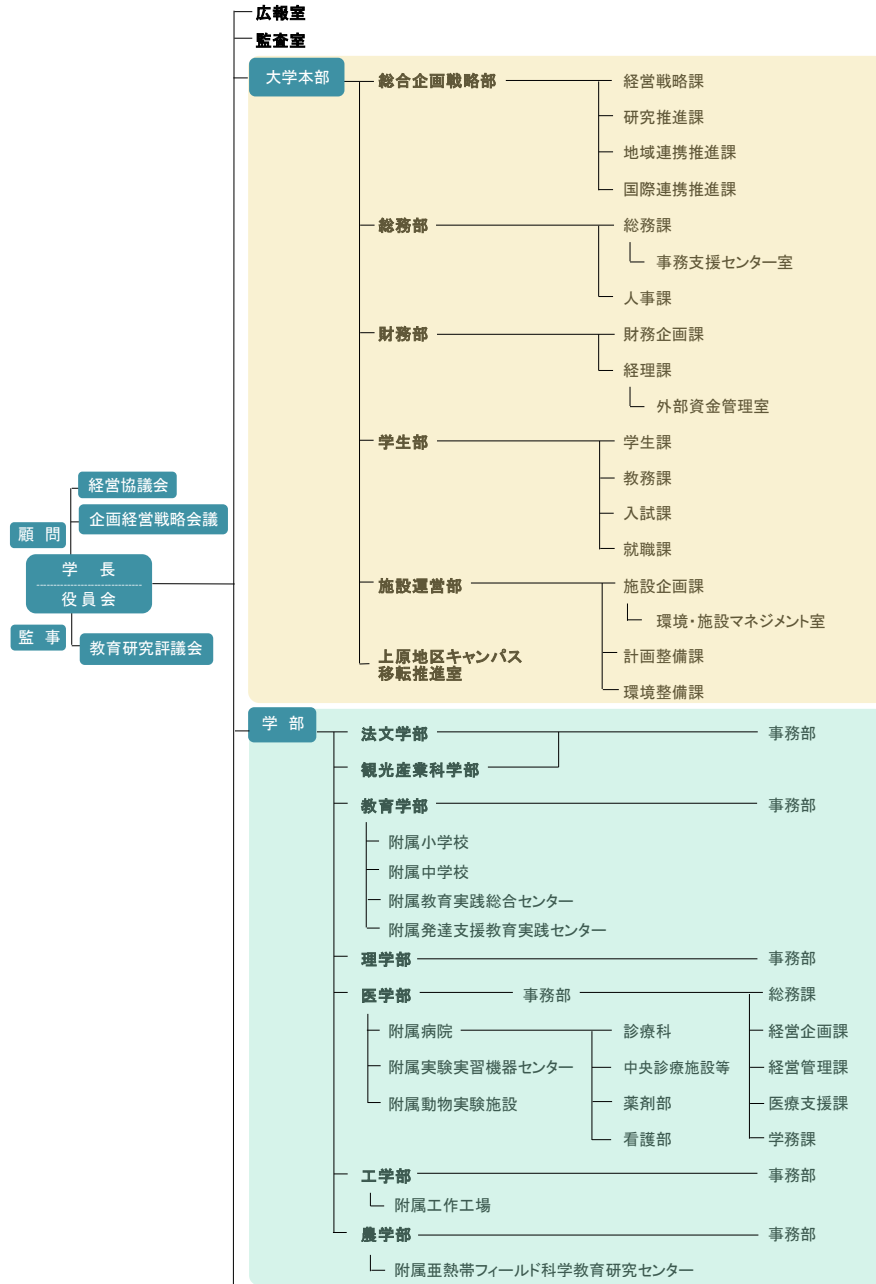 広報室
監査室
大学本部
総合企画戦略部
経営戦略課
研究推進課
地域連携推進課
国際連携推進課
総務部
総務課
事務支援センター室
人事課
財務部
財務企画課
経理課
外部資金管理室
学生部
学生課
教務課
入試課
就職課
施設運営部
施設企画課
環境・施設マネジメント室
計画整備課
環境整備課
上原地区キャンパス
移転推進室
経営協議会
企画経営戦略会議
顧問
学長
役員会
監事
教育研究評議会
学部
法文学部
事務部
観光産業科学部
教育学部
事務部
附属小学校
附属中学校
附属教育実践総合センター
附属発達支援教育実践センター
理学部
事務部
医学部
事務部
総務課
附属病院
診療科
経営企画課
附属実験実習機器センター
中央診療施設等
経営管理課
附属動物実験施設
薬剤部
医療支援課
看護部
学務課
工学部
事務部
附属工作工場
農学部
事務部
附属亜熱帯フィールド科学教育研究センター